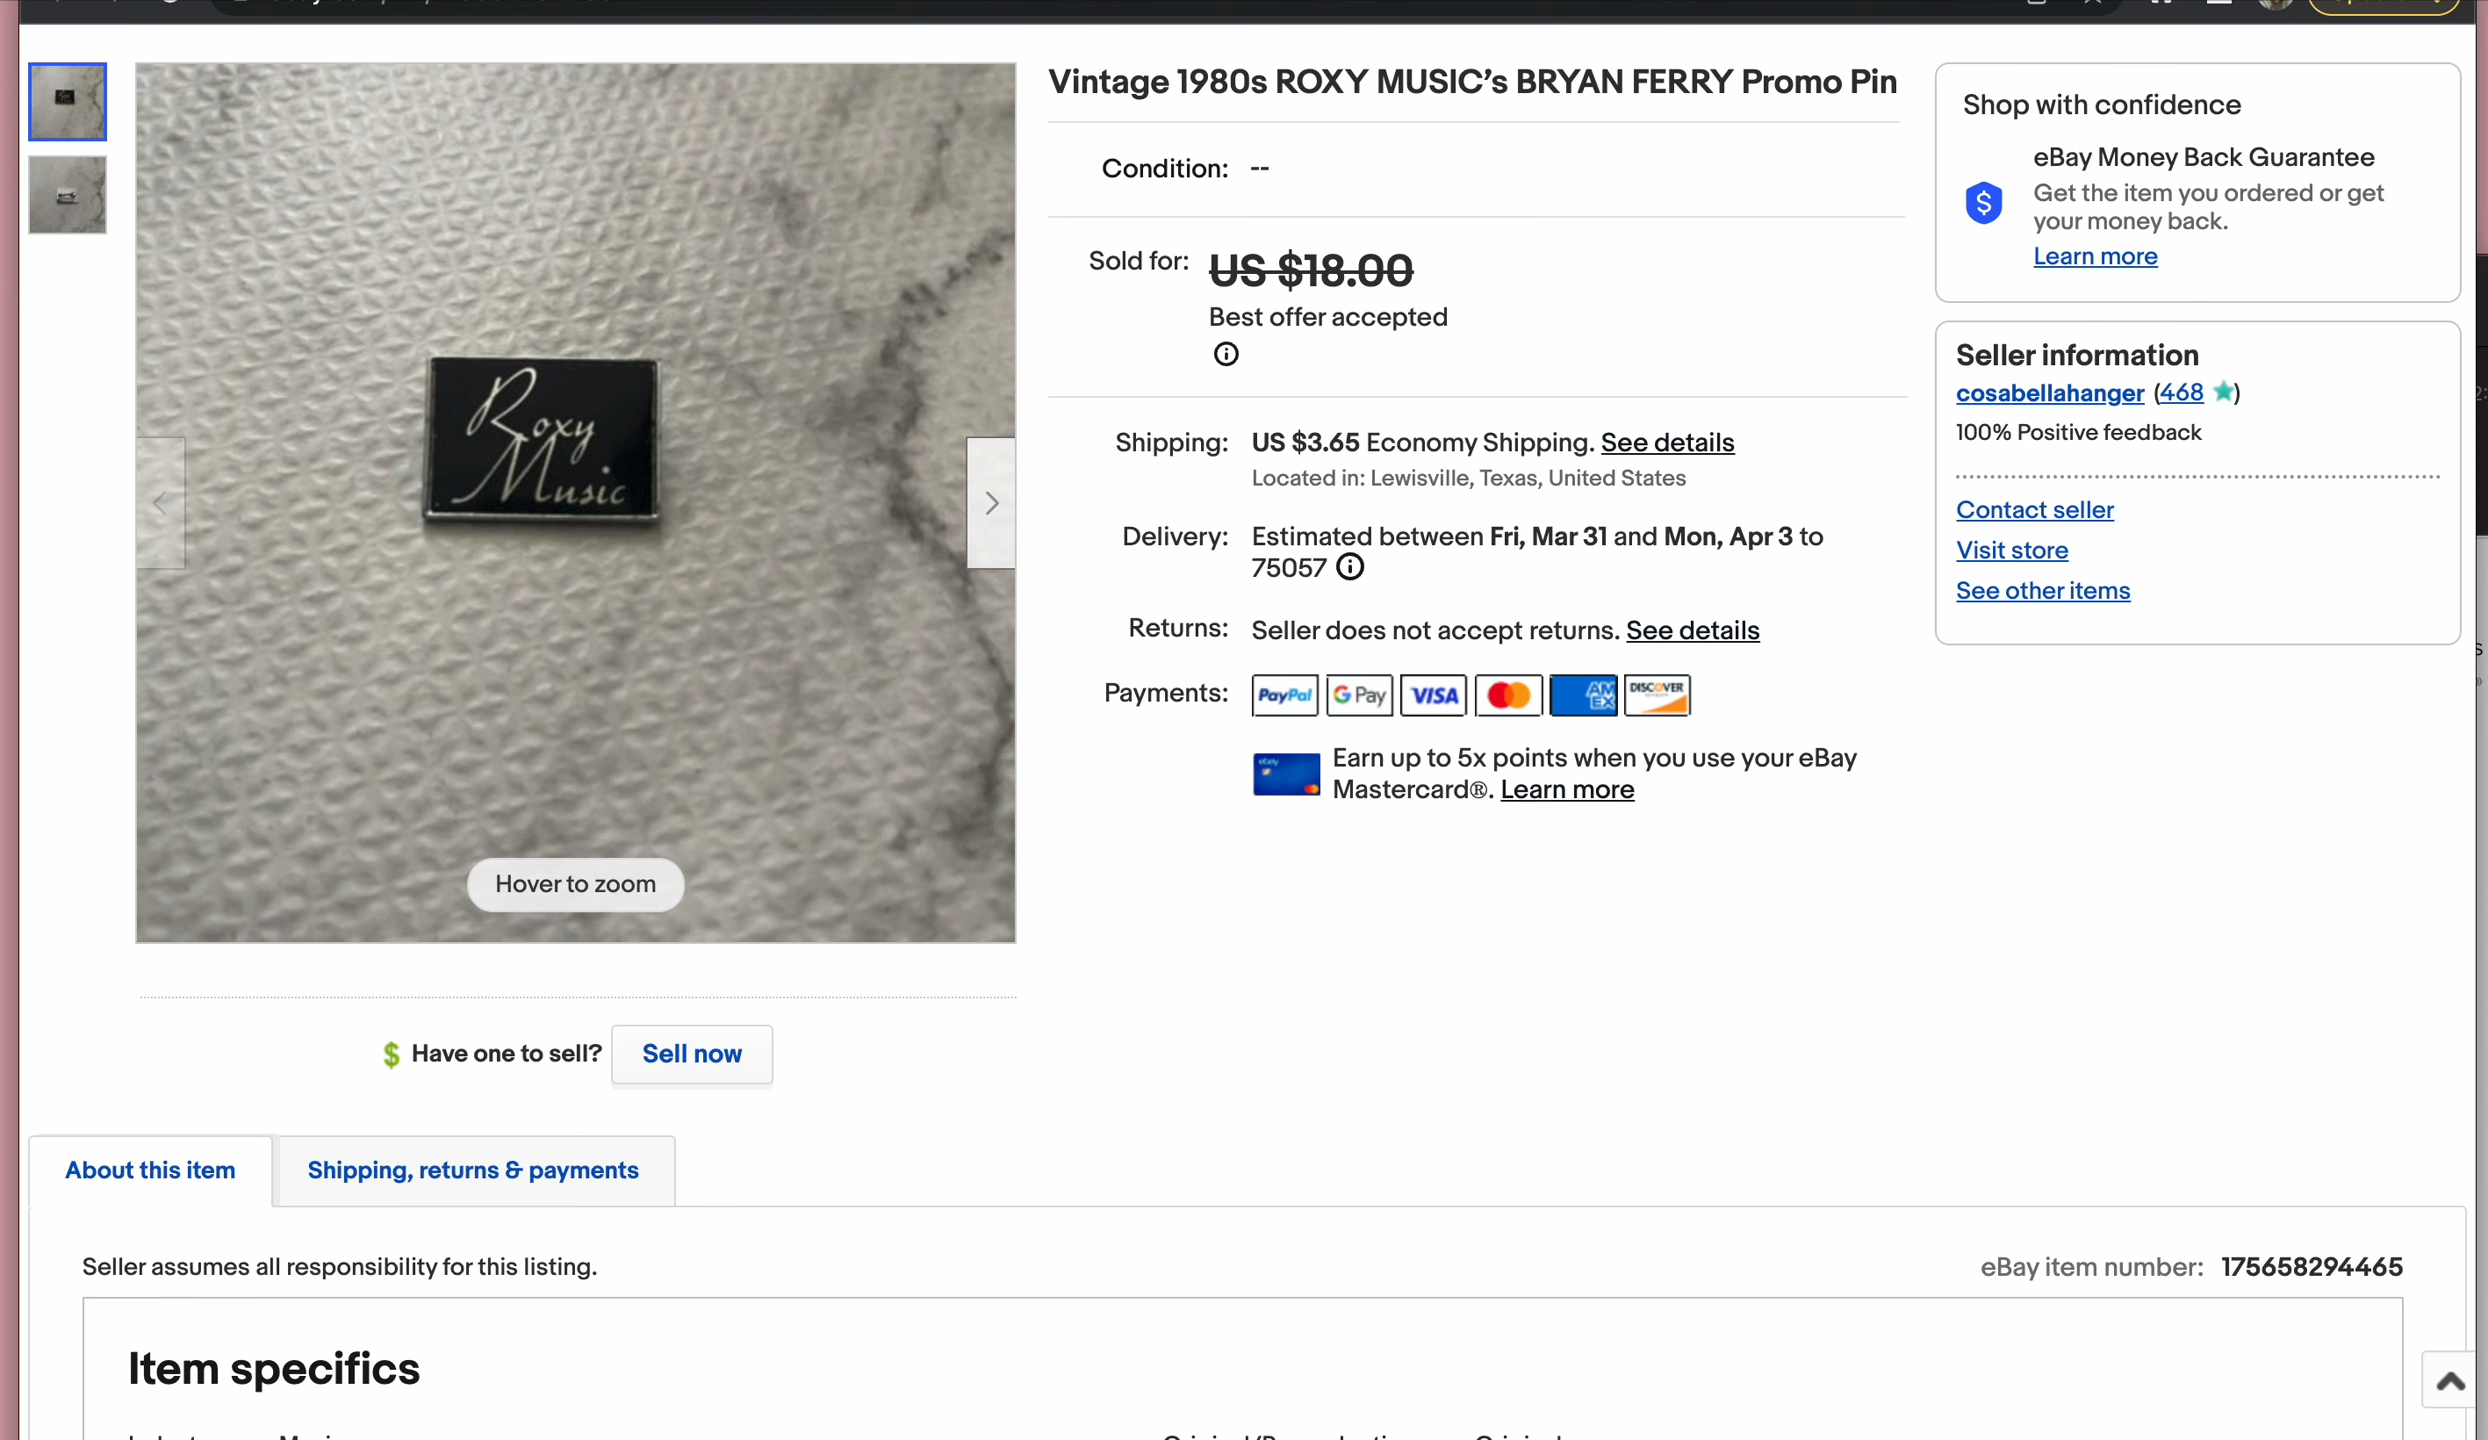 Vintage 1980s ROXY MUSIC’s BRYAN FERRY Promo Pin
Condition: --
Sold for: US $18.00
Best offer accepted
Shipping: US $3.65 Economy Shipping. See details
Located in: Lewisville, Texas, United States
Delivery: Estimated between Fri, Mar 31 and Mon, Apr 3 to
75057
Returns: Seller does not accept returns. See details
Payments: PayPal G Pay VISA AM EX DISCOVER
ebay
Earn up to 5x points when you use your eBay
Mastercard®. Learn more
Shop with confidence
eBay Money Back Guarantee
$
Get the item you ordered or get
your money back.
Learn more
Seller information
cosabellahanger (468)
100% Positive feedback
Contact seller
Visit store
See other items
Roxy
Music
Hover to zoom
$ Have one to sell? Sell now
About this item
Shipping, returns & payments
Seller assumes all responsibility for this listing.
eBay item number: 175658294465
Item specifics